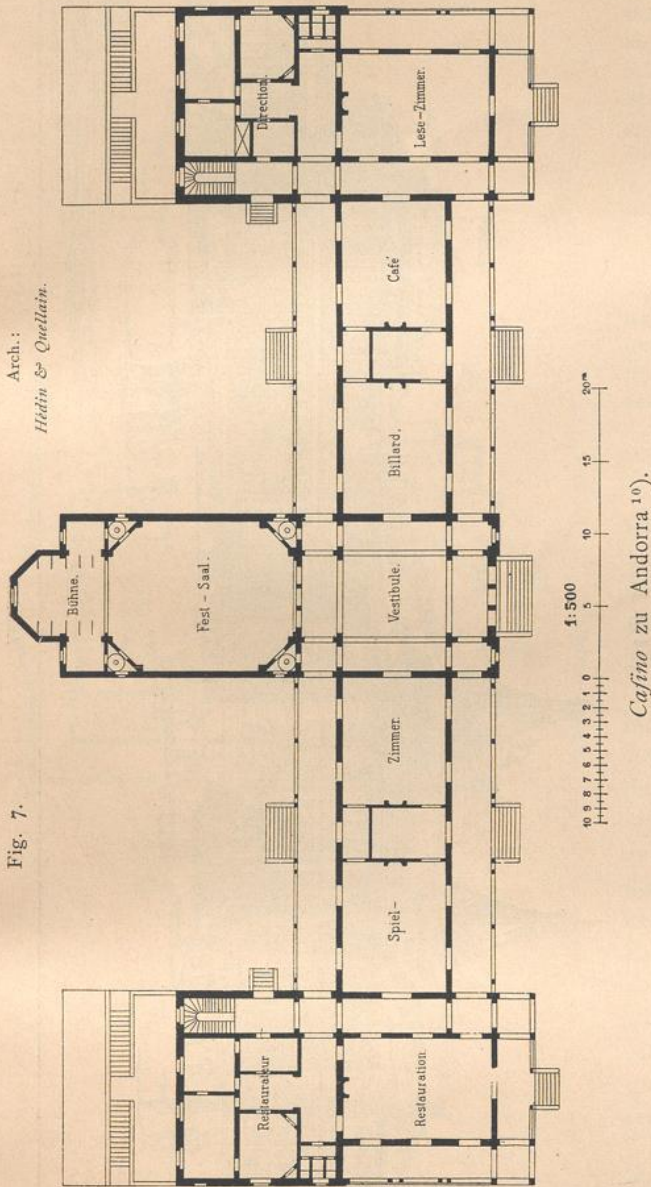 Fig. 7.
Arch.:
Hédin & Quellain.
Bühne.
Fest-Saal.
Restaurateur
Direction.
Restauration.
Spiel-
Zimmer.
Vestibule.
Billard.
Café
Lese-Zimmer.
1:500
10 9 8 7 6 5 4 3 2 1 0 5 10 15 20 m
Caſino zu Andorra ¹⁰).